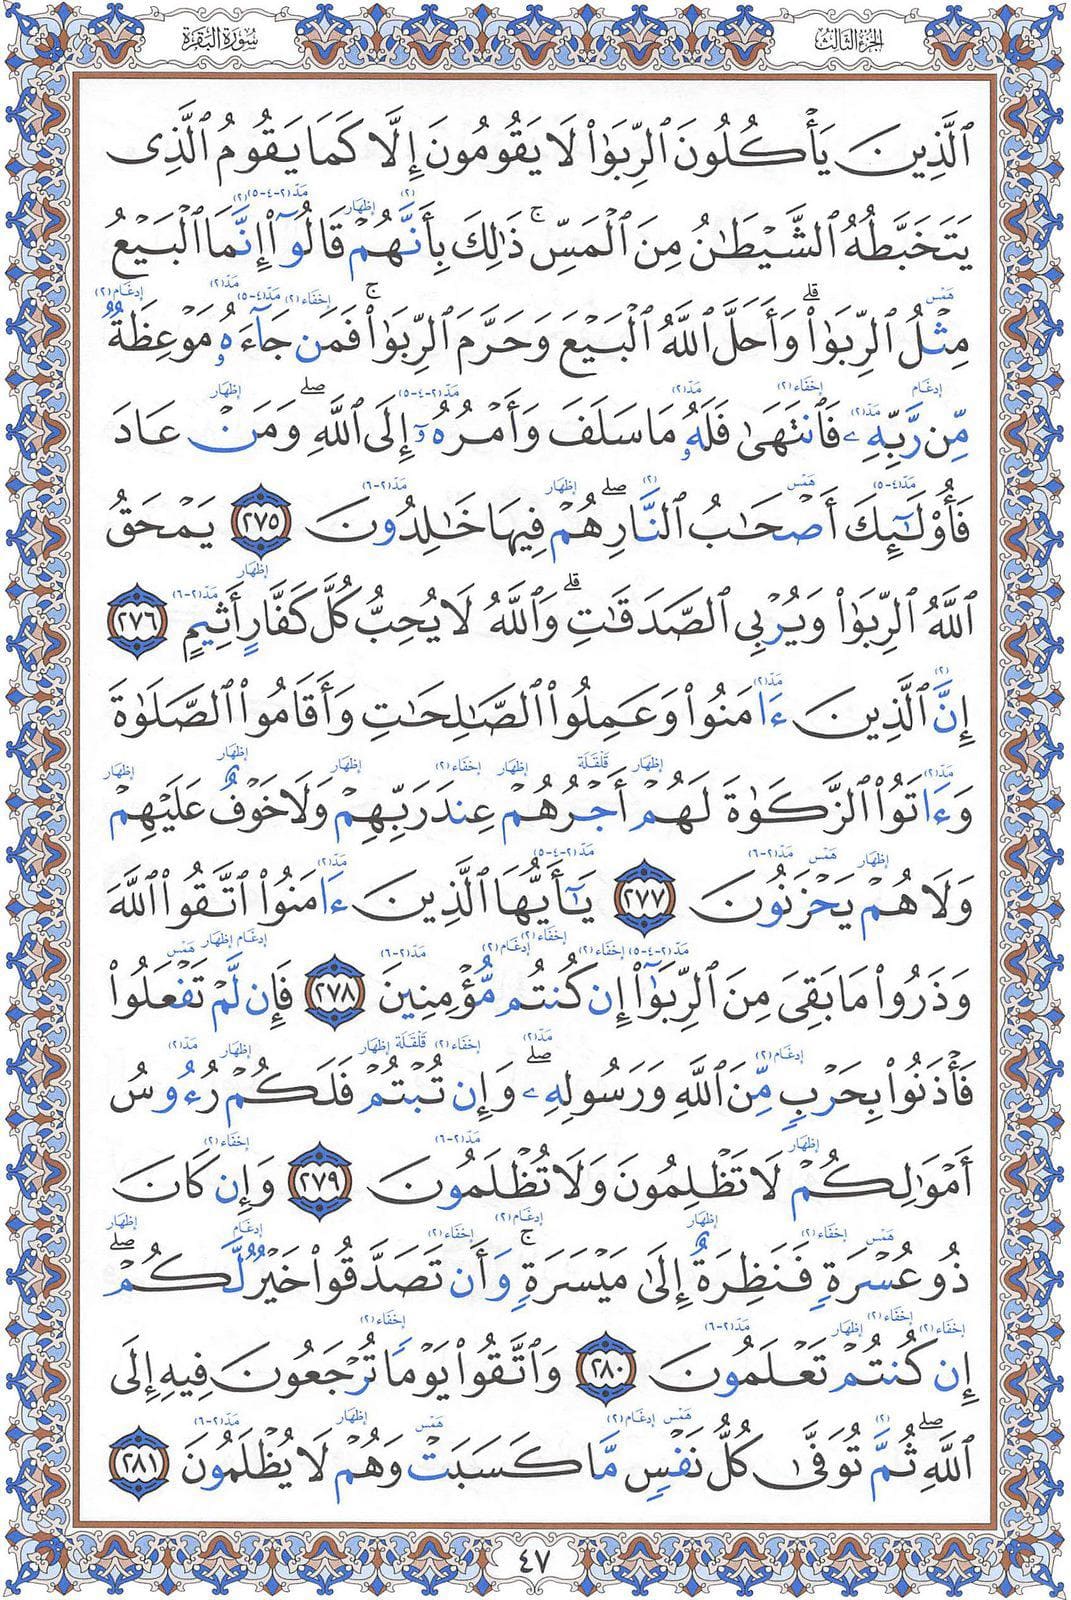 الجزء الثالث
سورة البقرة
ٱلَّذِينَ يَأۡكُلُونَ ٱلرِّبَوٰاْ لَا يَقُومُونَ إِلَّا كَمَا يَقُومُ ٱلَّذِي
يَتَخَبَّطُهُ ٱلشَّيۡطَٰنُ مِنَ ٱلۡمَسِّۚ ذَٰلِكَ بِأَنَّهُمۡ قَالُوٓاْ إِنَّمَا ٱلۡبَيۡعُ
مِثۡلُ ٱلرِّبَوٰاْۗ وَأَحَلَّ ٱللَّهُ ٱلۡبَيۡعَ وَحَرَّمَ ٱلرِّبَوٰاْۚ فَمَن جَآءَهُۥ مَوۡعِظَةٞ
مِّن رَّبِّهِۦ فَٱنتَهَىٰ فَلَهُۥ مَا سَلَفَ وَأَمۡرُهُۥٓ إِلَى ٱللَّهِۖ وَمَنۡ عَادَ
فَأُوْلَٰٓئِكَ أَصۡحَٰبُ ٱلنَّارِۖ هُمۡ فِيهَا خَٰلِدُونَ ٢٧٥ يَمۡحَقُ
ٱللَّهُ ٱلرِّبَوٰاْ وَيُرۡبِي ٱلصَّدَقَٰتِۗ وَٱللَّهُ لَا يُحِبُّ كُلَّ كَفَّارٍ أَثِيمٍ ٢٧٦
إِنَّ ٱلَّذِينَ ءَامَنُواْ وَعَمِلُواْ ٱلصَّٰلِحَٰتِ وَأَقَامُواْ ٱلصَّلَوٰةَ
وَءَاتَوُاْ ٱلزَّكَوٰةَ لَهُمۡ أَجۡرُهُمۡ عِندَ رَبِّهِمۡ وَلَا خَوۡفٌ عَلَيۡهِمۡ
وَلَا هُمۡ يَحۡزَنُونَ ٢٧٧ يَٰٓأَيُّهَا ٱلَّذِينَ ءَامَنُواْ ٱتَّقُواْ ٱللَّهَ
وَذَرُواْ مَا بَقِيَ مِنَ ٱلرِّبَوٰٓاْ إِن كُنتُم مُّؤۡمِنِينَ ٢٧٨ فَإِن لَّمۡ تَفۡعَلُواْ
فَأۡذَنُواْ بِحَرۡبٖ مِّنَ ٱللَّهِ وَرَسُولِهِۦۖ وَإِن تُبۡتُمۡ فَلَكُمۡ رُءُوسُ
أَمۡوَٰلِكُمۡ لَا تَظۡلِمُونَ وَلَا تُظۡلَمُونَ ٢٧٩ وَإِن كَانَ
ذُو عُسۡرَةٖ فَنَظِرَةٌ إِلَىٰ مَيۡسَرَةٖۚ وَأَن تَصَدَّقُواْ خَيۡرٞ لَّكُمۡۖ
إِن كُنتُمۡ تَعۡلَمُونَ ٢٨٠ وَٱتَّقُواْ يَوۡمٗا تُرۡجَعُونَ فِيهِ إِلَى
ٱللَّهِۖ ثُمَّ تُوَفَّىٰ كُلُّ نَفۡسٖ مَّا كَسَبَتۡ وَهُمۡ لَا يُظۡلَمُونَ ٢٨١
٤٧